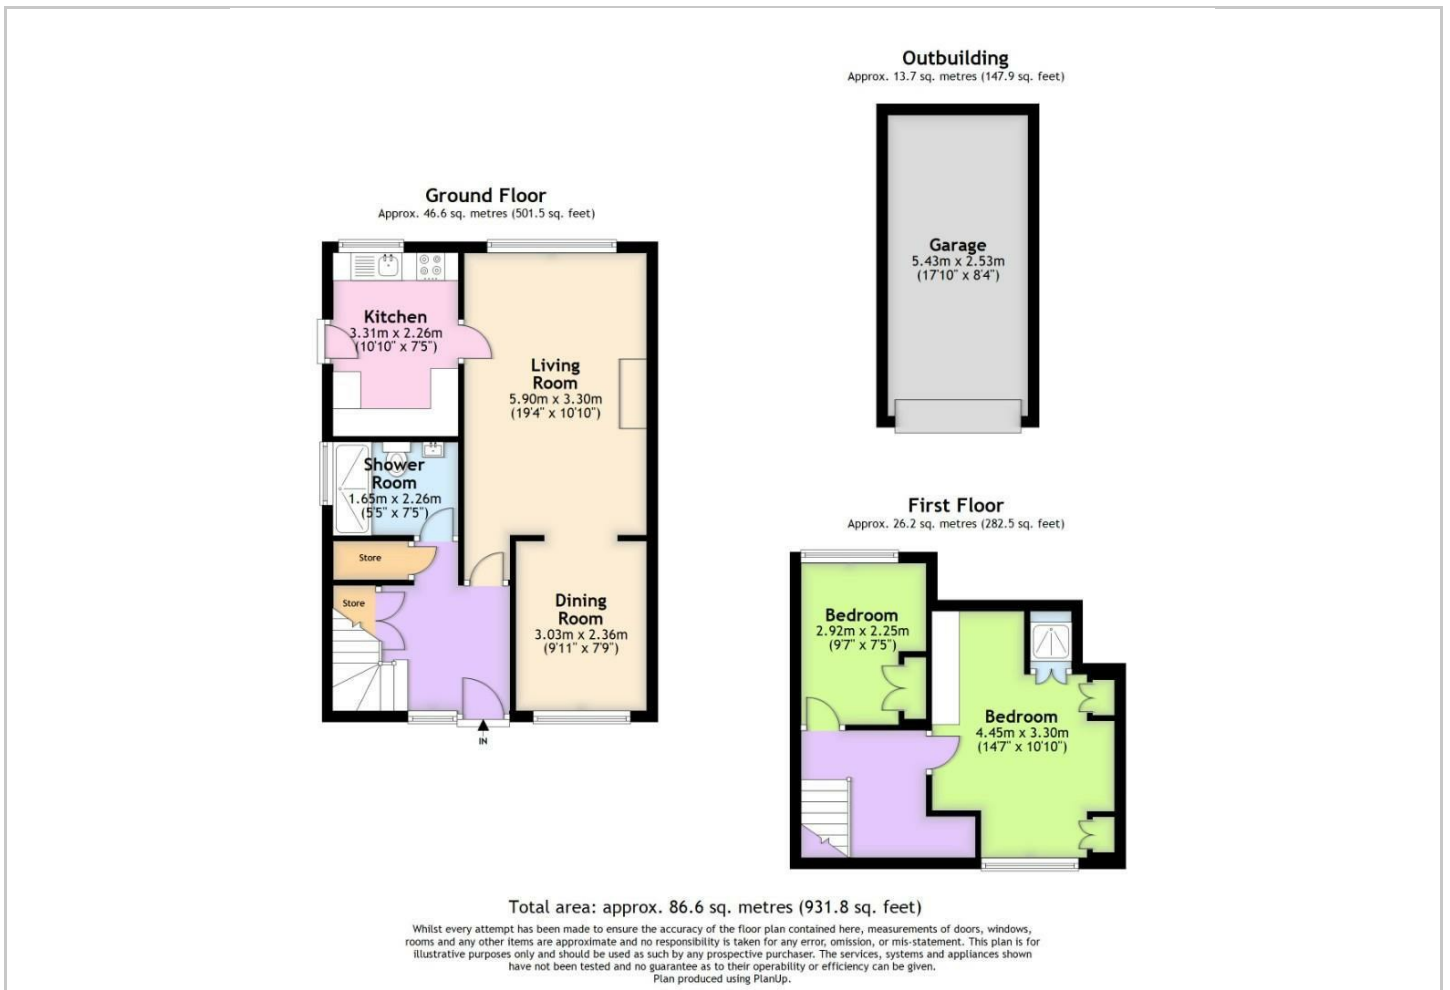 Outbuilding
Approx. 13.7 sq. metres (147.9 sq. feet)
Garage
5.43m x 2.53m
(17'10" x 8'4")
Ground Floor
Approx. 46.6 sq. metres (501.5 sq. feet)
Kitchen
3.31m x 2.26m
(10'10" x 7'5")
Living
Room
5.90m x 3.30m
(19'4" x 10'10")
Shower
Room
1.65m x 2.26m
(5'5" x 7'5")
Store
Store
Dining
Room
3.03m x 2.36m
(9'11" x 7'9")
IN
First Floor
Approx. 26.2 sq. metres (282.5 sq. feet)
Bedroom
2.92m x 2.25m
(9'7" x 7'5")
Bedroom
4.45m x 3.30m
(14'7" x 10'10")
Total area: approx. 86.6 sq. metres (931.8 sq. feet)
Whilst every attempt has been made to ensure the accuracy of the floor plan contained here, measurements of doors, windows,
rooms and any other items are approximate and no responsibility is taken for any error, omission, or mis-statement. This plan is for
illustrative purposes only and should be used as such by any prospective purchaser. The services, systems and appliances shown
have not been tested and no guarantee as to their operability or efficiency can be given.
Plan produced using PlanUp.